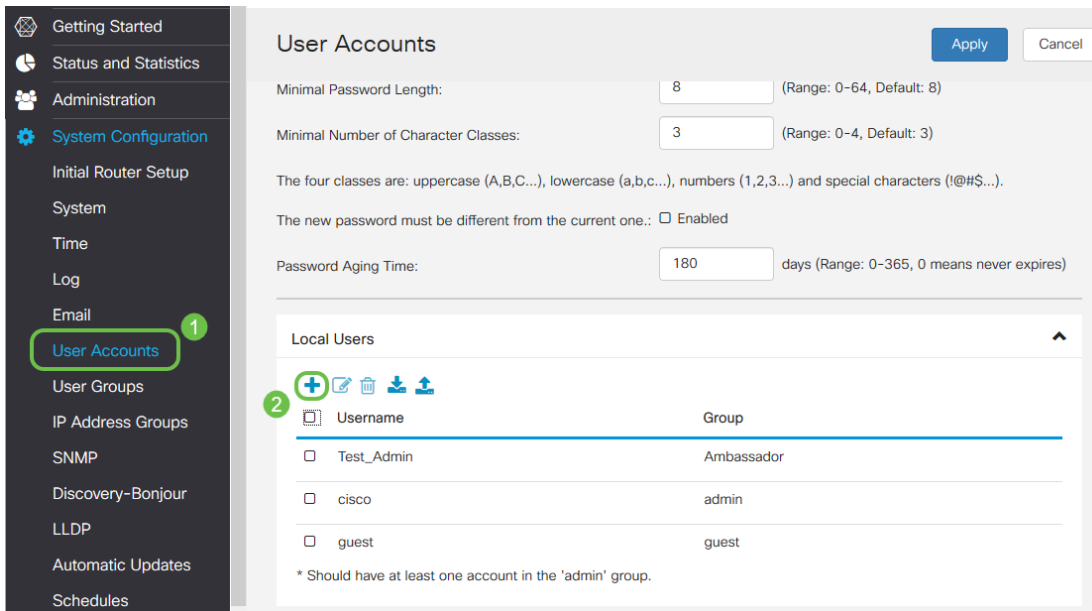 Getting Started
Status and Statistics
Administration
System Configuration
Initial Router Setup
System
Time
Log
Email
1
User Accounts
User Groups
IP Address Groups
SNMP
Discovery-Bonjour
LLDP
Automatic Updates
Schedules
User Accounts
Apply
Cancel
Minimal Password Length: 8 (Range: 0-64, Default: 8)
Minimal Number of Character Classes: 3 (Range: 0-4, Default: 3)
The four classes are: uppercase (A,B,C...), lowercase (a,b,c...), numbers (1,2,3...) and special characters (!@#$...).
The new password must be different from the current one.: Enabled
Password Aging Time: 180 days (Range: 0-365, 0 means never expires)
Local Users
2
Username Group
Test_Admin Ambassador
cisco admin
guest guest
* Should have at least one account in the 'admin' group.